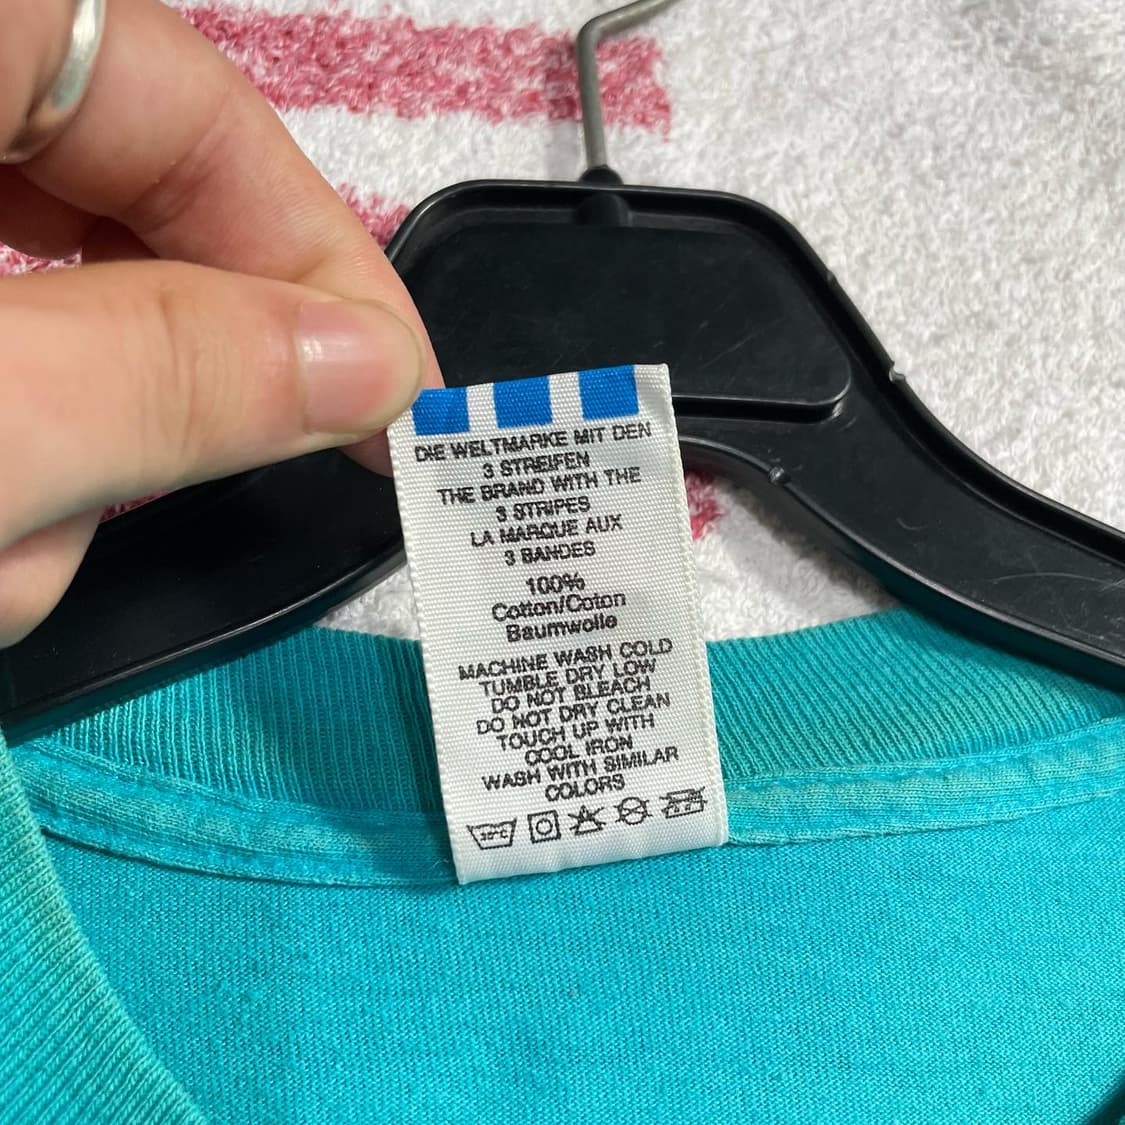 DIE WELTMARKE MIT DEN
3 STREIFEN
THE BRAND WITH THE
3 STRIPES
LA MARQUE AUX
3 BANDES
100%
Cotton/Coton
Baumwolle
MACHINE WASH COLD
TUMBLE DRY LOW
DO NOT BLEACH
DO NOT DRY CLEAN
TOUCH UP WITH
COOL IRON
WASH WITH SIMILAR
COLORS